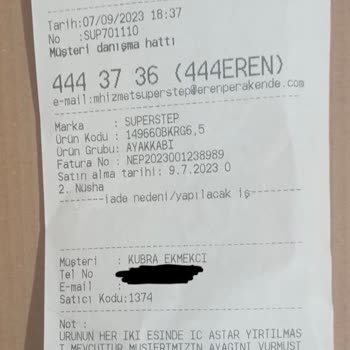 Tarih:07/09/2023 18:37
No :SUP701110
Müşteri danışma hattı
444 37 36 (444EREN)
e-mail:mhizmetsuperstep@erenperakende.com
Marka : SUPERSTEP
Ürün Kodu : 149660BKRG6,5
Ürün Grubu: AYAKKABI
Fatura No : NEP2023001238989
Satın alma tarihi: 9.7.2023 0
2. Nüsha
--------iade nedeni/yapılacak iş--------
Müşteri : KUBRA EKMEKCI
Tel No
E-mail :
Satıcı Kodu:1374
Not :
URUNUN HER IKI ESINDE IC ASTAR YIRTILMAS
I MEVCUTUR MUSTERIMIZIN AYAGINI VURMUST